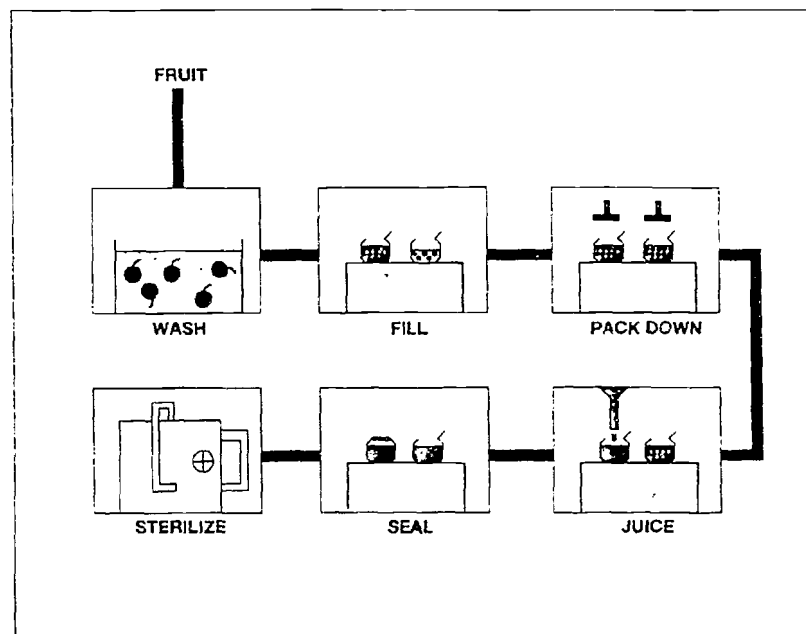 FRUIT
WASH
FILL
PACK DOWN
STERILIZE
SEAL
JUICE